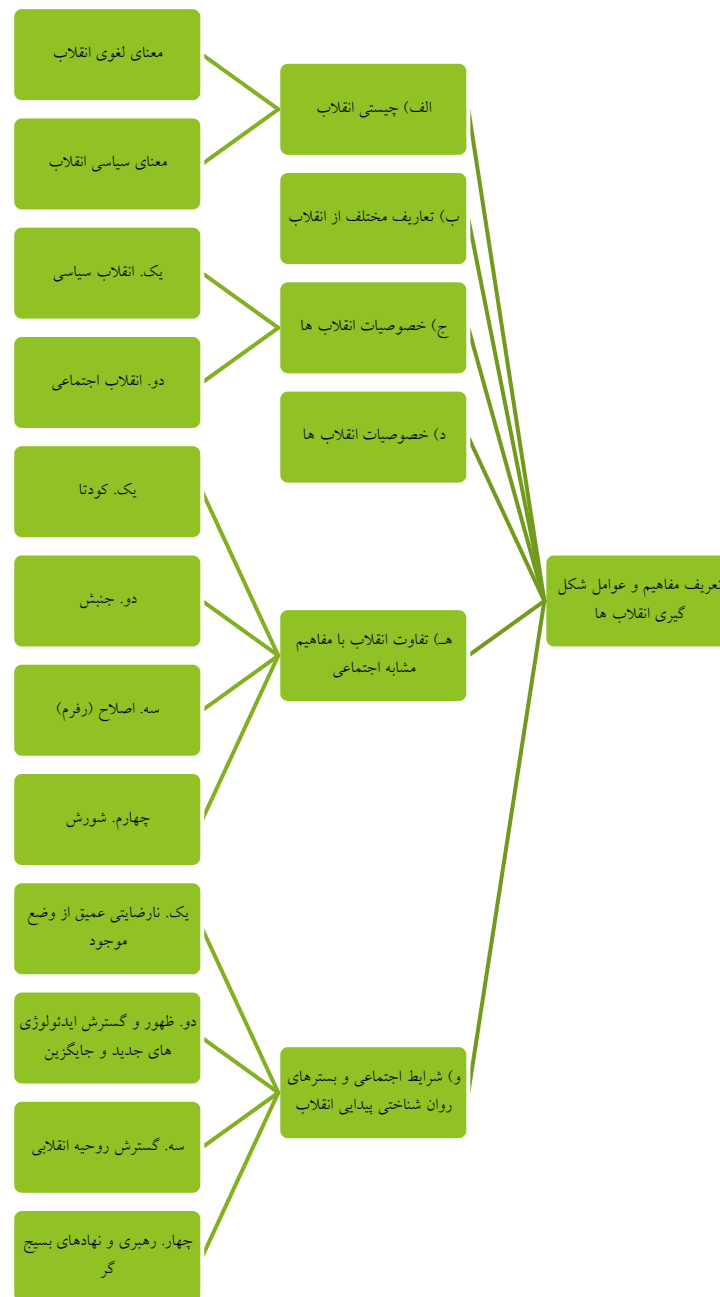 تعریف مفاهیم و عوامل شکل
گیری انقلاب ها
الف) چیستی انقلاب
معنای لغوی انقلاب
معنای سیاسی انقلاب
ب) تعاریف مختلف از انقلاب
ج) خصوصیات انقلاب ها
یک. انقلاب سیاسی
دو. انقلاب اجتماعی
د) خصوصیات انقلاب ها
هـ) تفاوت انقلاب با مفاهیم
مشابه اجتماعی
یک. کودتا
دو. جنبش
سه. اصلاح (رفرم)
چهارم. شورش
و) شرایط اجتماعی و بسترهای
روان شناختی پیدایی انقلاب
یک. نارضایتی عمیق از وضع
موجود
دو. ظهور و گسترش ایدئولوژی
های جدید و جایگزین
سه. گسترش روحیه انقلابی
چهار. رهبری و نهادهای بسیج
گر